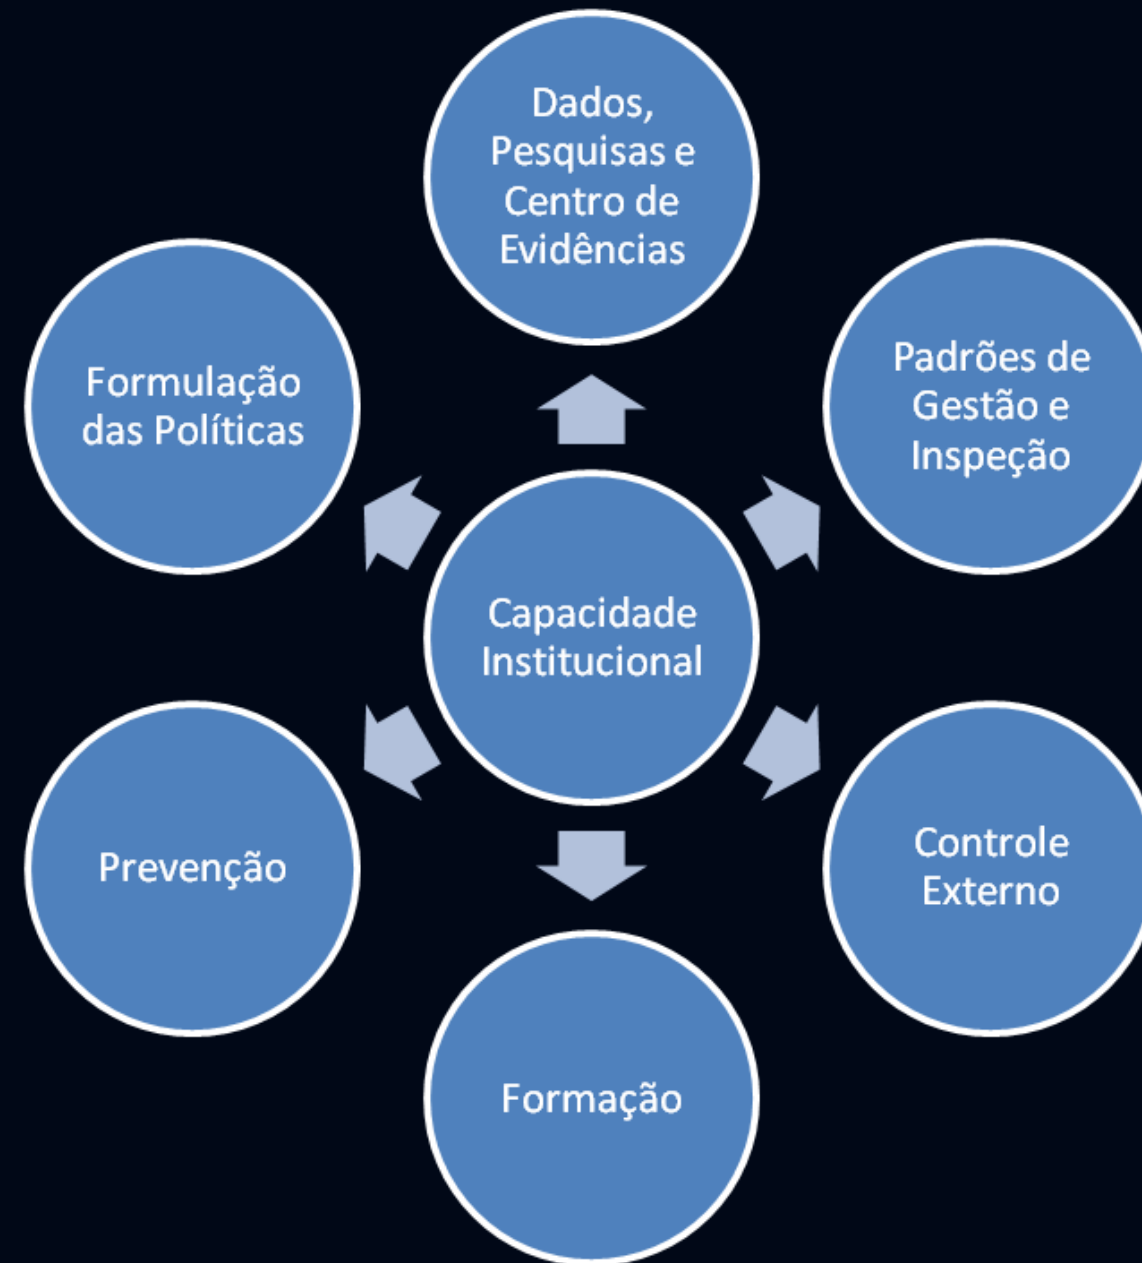 Dados,
Pesquisas e
Centro de
Evidências
Formulação
das Políticas
Padrões de
Gestão e
Inspeção
Capacidade
Institucional
Prevenção
Controle
Externo
Formação